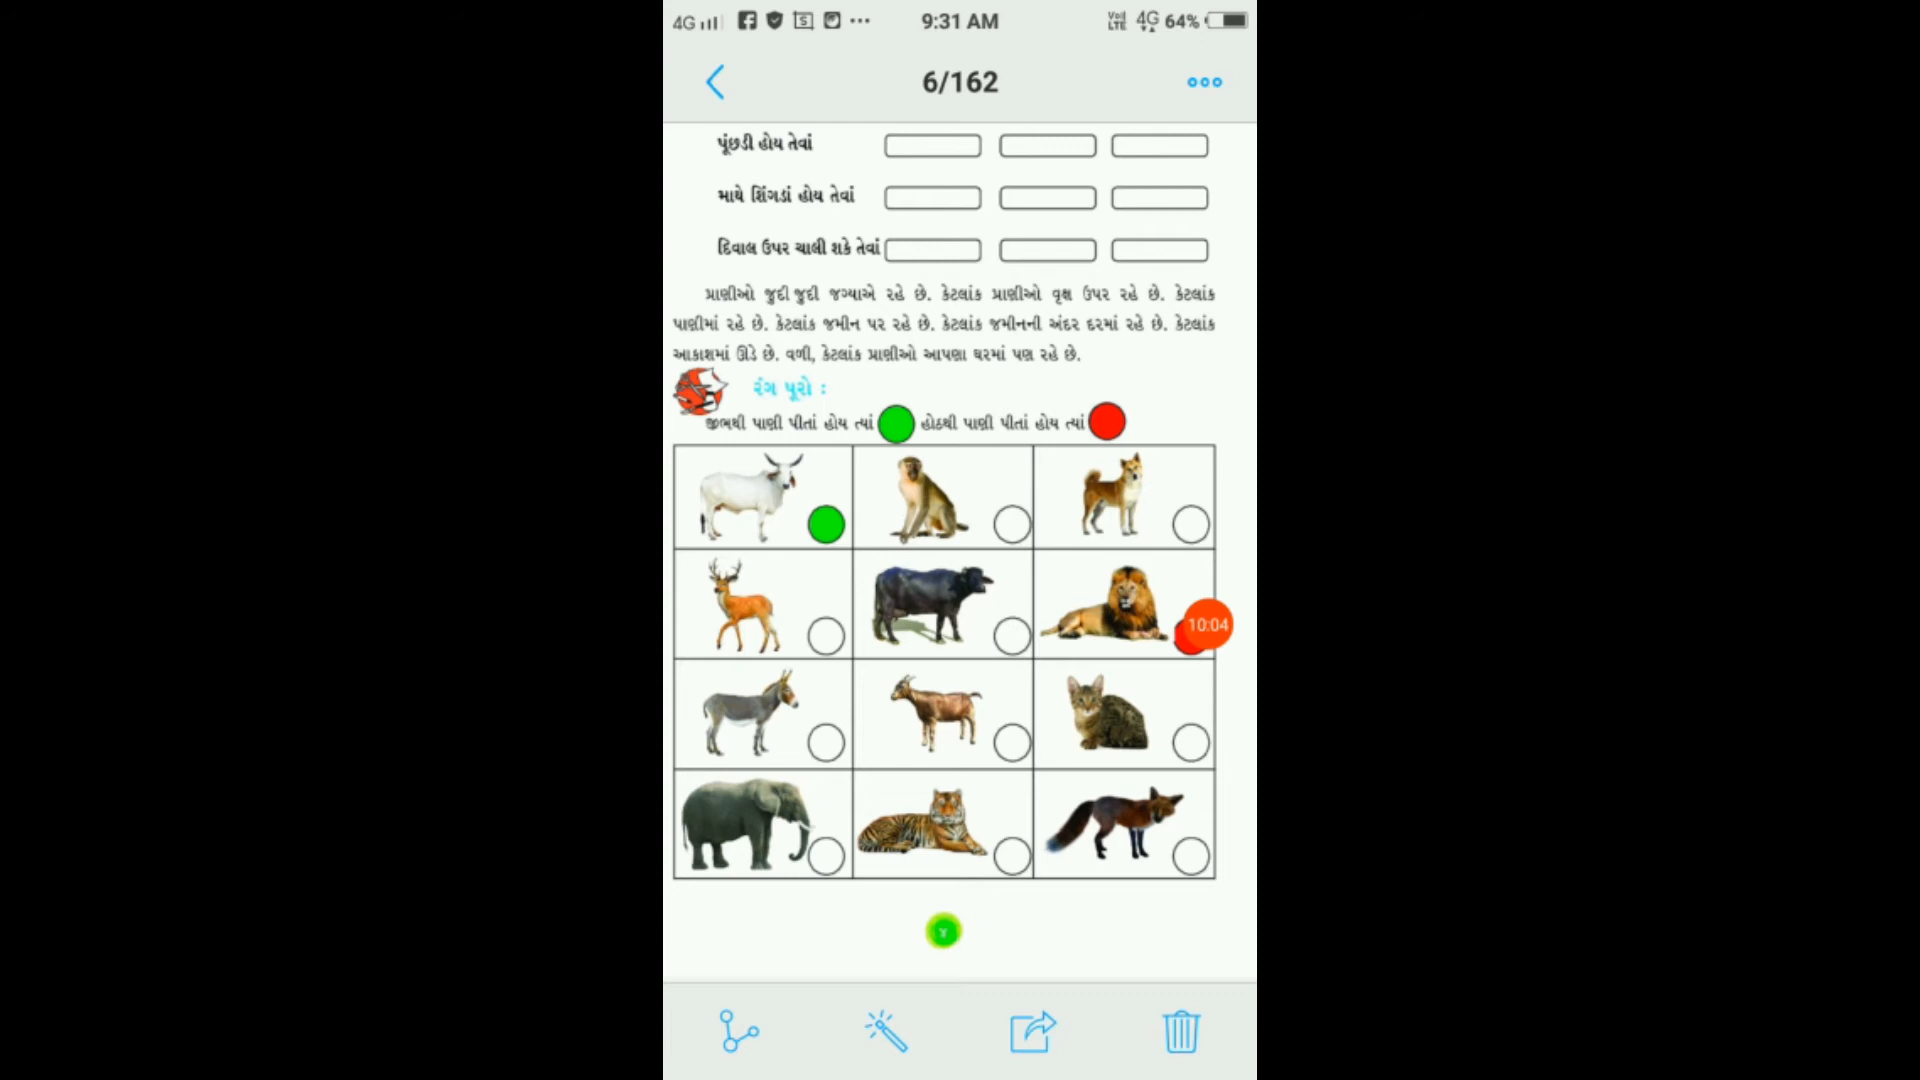 4G 9:31 AM VoLTE 4G 64%
6/162
પૂંછડી હોય તેવાં
માથે શિંગડાં હોય તેવાં
દિવાલ ઉપર ચાલી શકે તેવાં
પ્રાણીઓ જુદી જુદી જગ્યાએ રહે છે. કેટલાંક પ્રાણીઓ વૃક્ષ ઉપર રહે છે. કેટલાંક
પાણીમાં રહે છે. કેટલાંક જમીન પર રહે છે. કેટલાંક જમીનની અંદર દરમાં રહે છે. કેટલાંક
આકાશમાં ઊડે છે. વળી, કેટલાંક પ્રાણીઓ આપણા ઘરમાં પણ રહે છે.
રંગ પૂરો :
જીભથી પાણી પીતાં હોય ત્યાં હોઠથી પાણી પીતાં હોય ત્યાં
10:04
૪